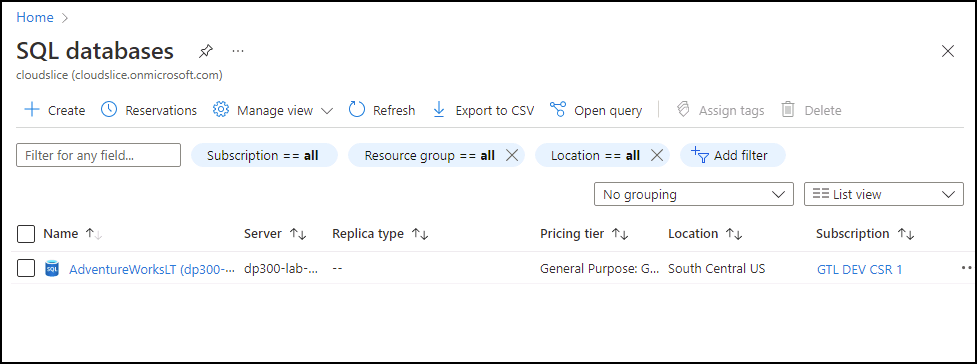 Home
SQL databases
cloudslice (cloudslice.onmicrosoft.com)
Create Reservations Manage view Refresh Export to CSV Open query Assign tags Delete
Filter for any field... Subscription == all Resource group == all Location == all Add filter
No grouping List view
Name Server Replica type Pricing tier Location Subscription
SQL AdventureWorksLT (dp300-... dp300-lab-... -- General Purpose: G... South Central US GTL DEV CSR 1